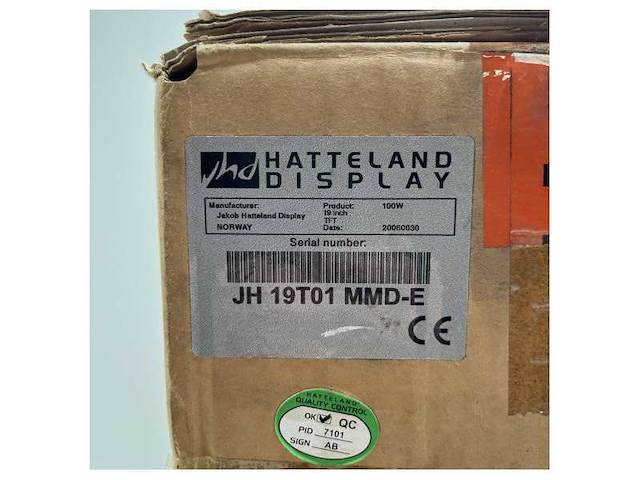 jhd HATTELAND
DISPLAY
Manufacturer: Product: 100W
Jakob Hatteland Display 19 inch
TFT
NORWAY Date: 20060630
Serial number:
JH 19T01 MMD-E
CE
HATTELAND
QUALITY CONTROL
OK QC
PID 7101
SIGN AB